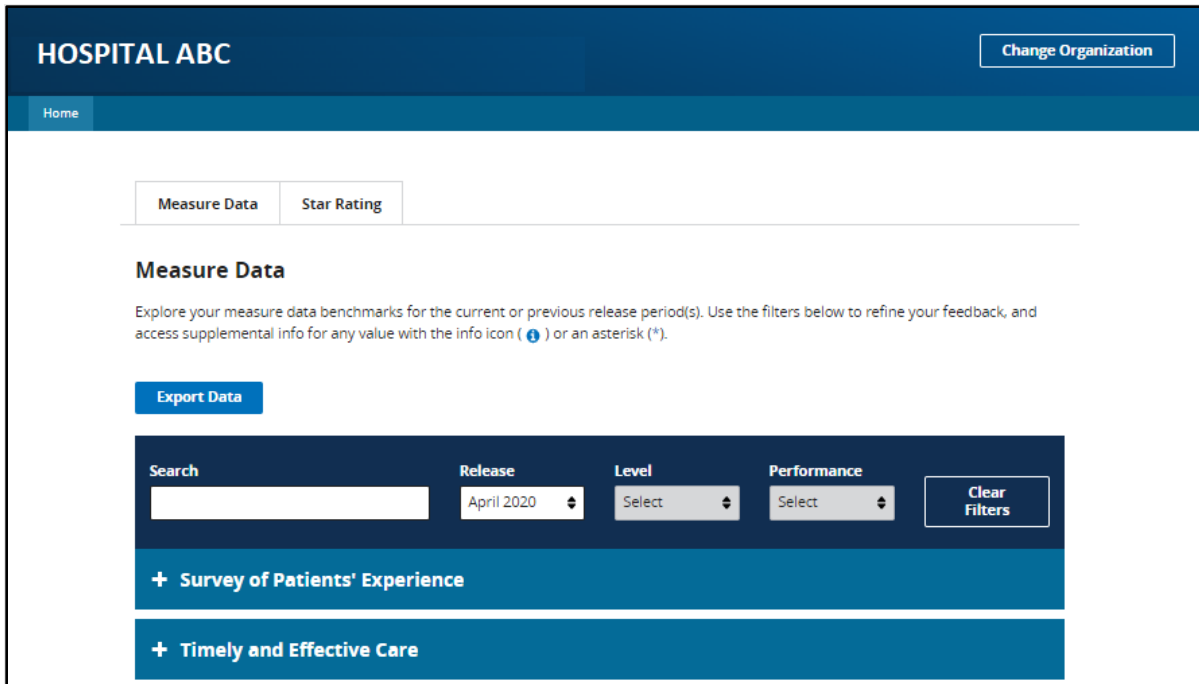 HOSPITAL ABC
Change Organization
Home
Measure Data
Star Rating
Measure Data
Explore your measure data benchmarks for the current or previous release period(s). Use the filters below to refine your feedback, and
access supplemental info for any value with the info icon ( i ) or an asterisk (*).
Export Data
Search
Release
Level
Performance
April 2020
Select
Select
Clear
Filters
+ Survey of Patients' Experience
+ Timely and Effective Care